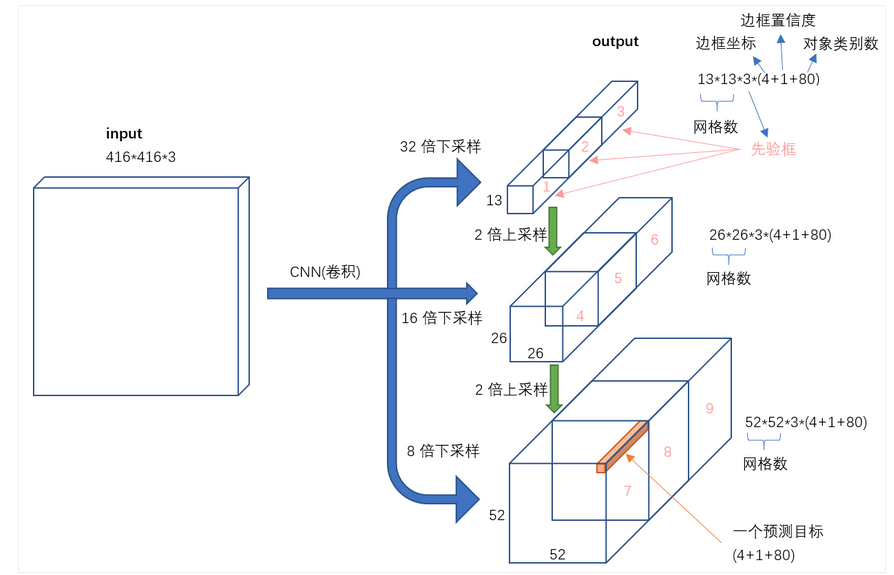 input
416*416*3
CNN(卷积)
32 倍下采样
16 倍下采样
8 倍下采样
output
边框置信度
边框坐标
对象类别数
13*13*3*(4+1+80)
网格数
先验框
3
2
1
13
2 倍上采样
26*26*3*(4+1+80)
网格数
6
5
4
26
26
2 倍上采样
52*52*3*(4+1+80)
网格数
9
8
7
52
52
一个预测目标
(4+1+80)